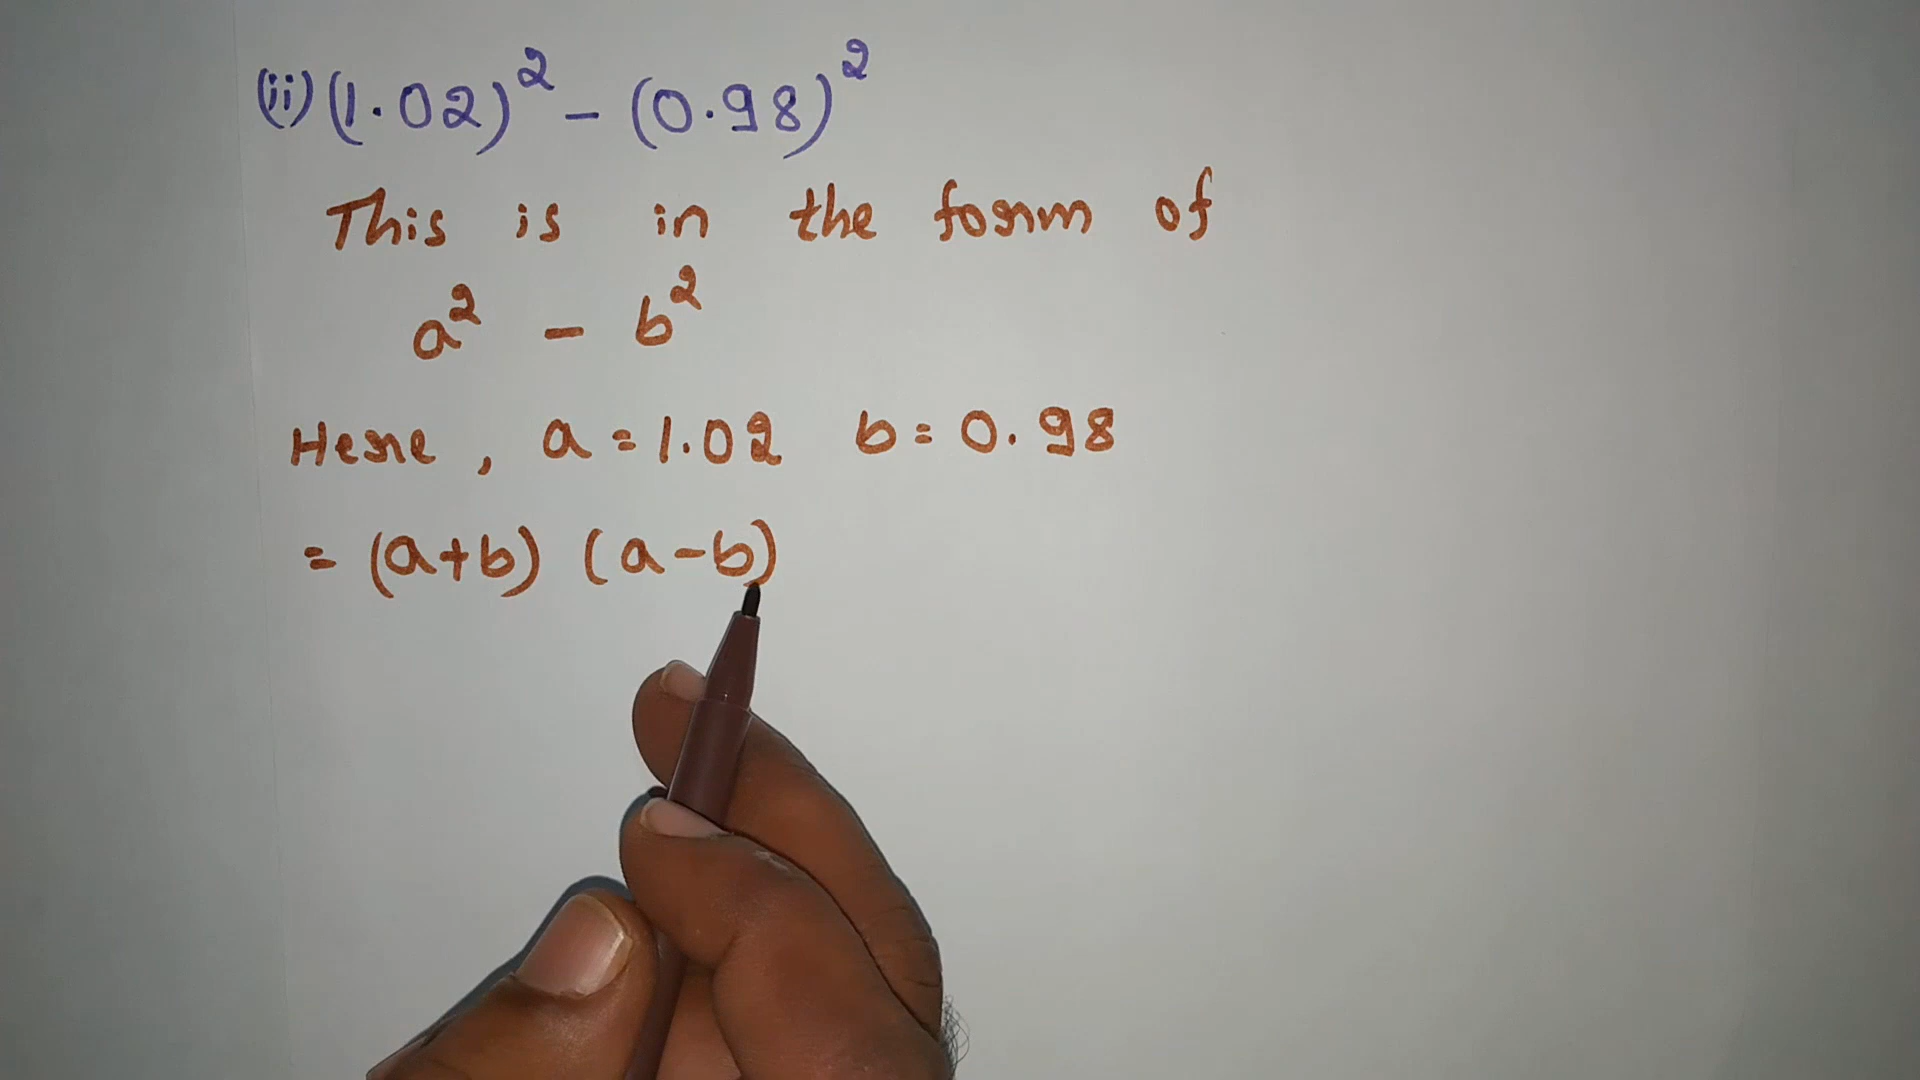 (ii) (1.02)² - (0.98)²
This is in the form of
a² - b²
Here, a = 1.02 b = 0.98
= (a+b) (a-b)